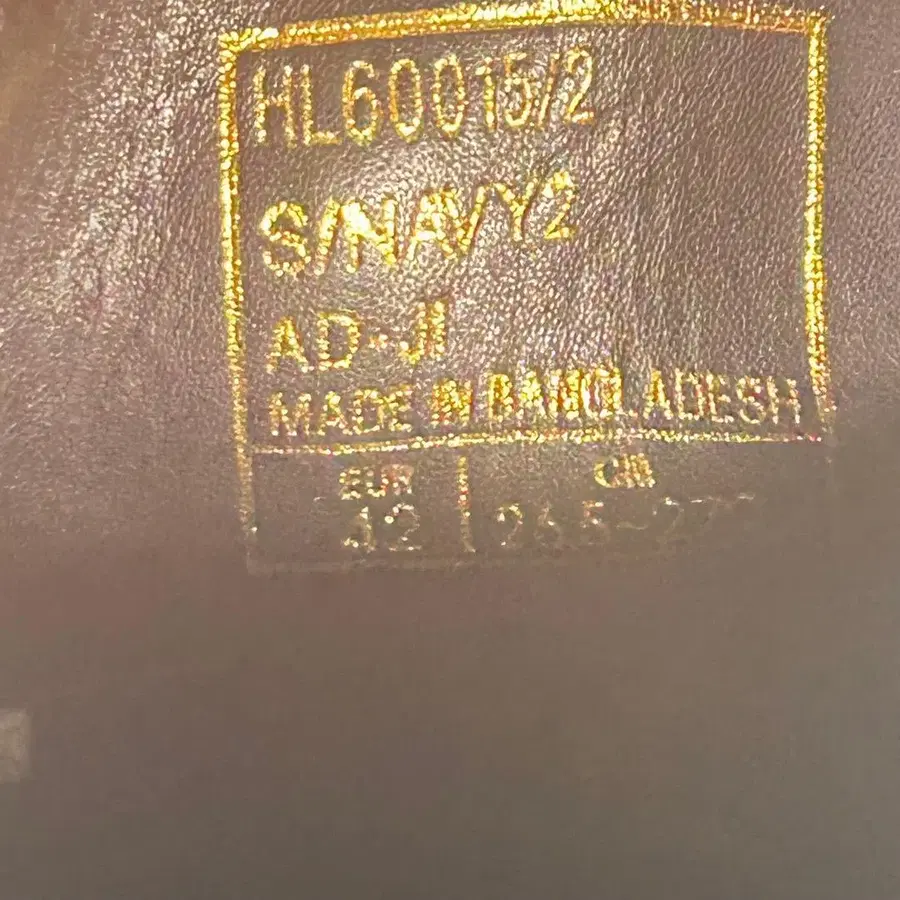 HL60015/2
S/NAVY2
AD-JI
MADE IN BANGLADESH
EUR CM
42